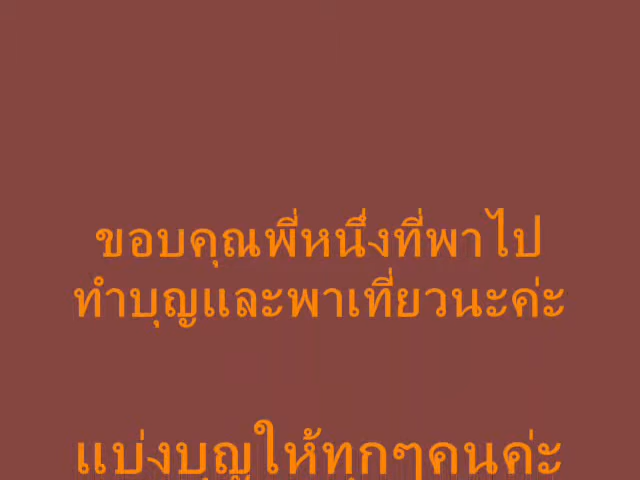 ขอบคุณพี่หนึ่งที่พาไป
ทำบุญและพาเที่ยวนะค่ะ
แบ่งบุญให้ทุกๆคนค่ะ